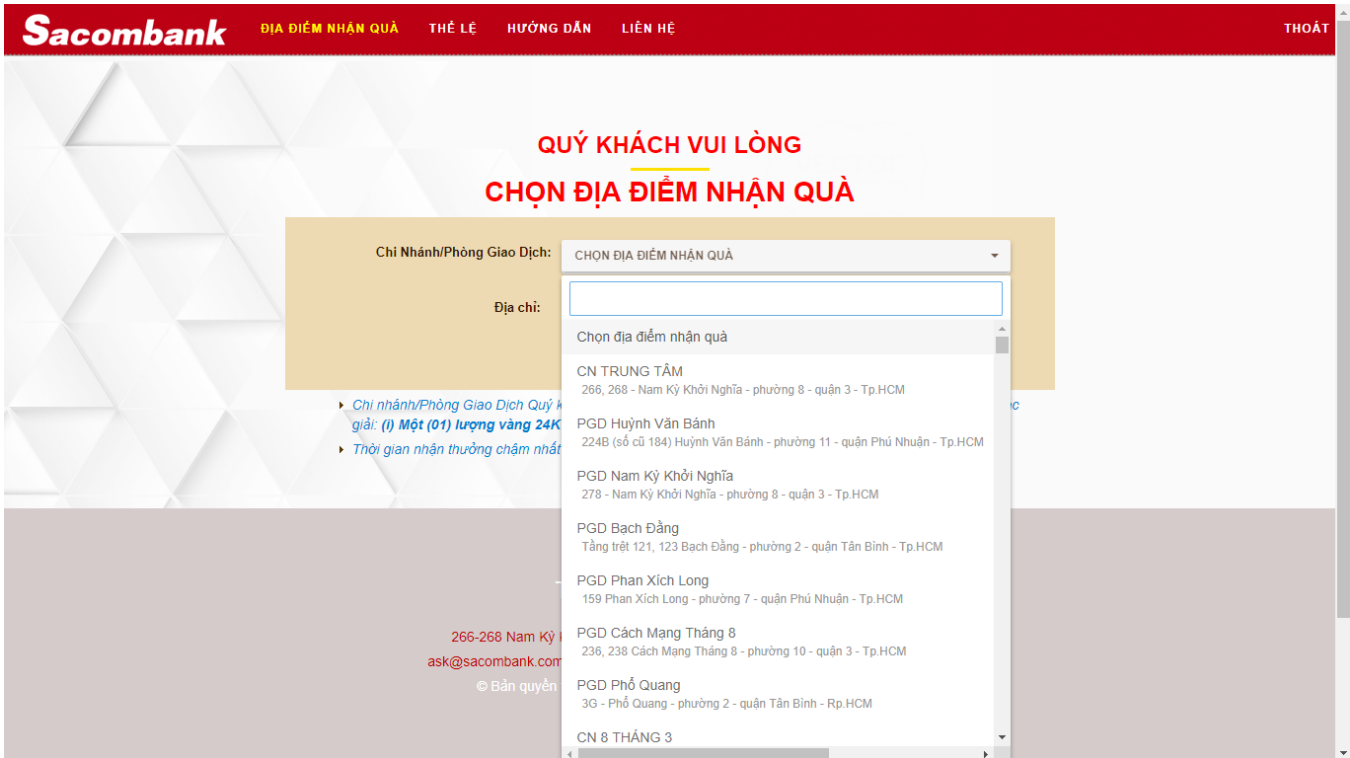 Sacombank
ĐỊA ĐIỂM NHẬN QUÀ
THỂ LỆ
HƯỚNG DẪN
LIÊN HỆ
THOÁT
QUÝ KHÁCH VUI LÒNG
CHỌN ĐỊA ĐIỂM NHẬN QUÀ
Chi Nhánh/Phòng Giao Dịch:
CHỌN ĐỊA ĐIỂM NHẬN QUÀ
Địa chỉ:
Chọn địa điểm nhận quà
CN TRUNG TÂM
266, 268 - Nam Kỳ Khởi Nghĩa - phường 8 - quận 3 - Tp.HCM
PGD Huỳnh Văn Bánh
224B (số cũ 184) Huỳnh Văn Bánh - phường 11 - quận Phú Nhuận - Tp.HCM
PGD Nam Kỳ Khởi Nghĩa
278 - Nam Kỳ Khởi Nghĩa - phường 8 - quận 3 - Tp.HCM
PGD Bạch Đằng
Tầng trệt 121, 123 Bạch Đằng - phường 2 - quận Tân Bình - Tp.HCM
PGD Phan Xích Long
159 Phan Xích Long - phường 7 - quận Phú Nhuận - Tp.HCM
PGD Cách Mạng Tháng 8
236, 238 Cách Mạng Tháng 8 - phường 10 - quận 3 - Tp.HCM
PGD Phổ Quang
3G - Phổ Quang - phường 2 - quận Tân Bình - Rp.HCM
CN 8 THÁNG 3
Chi nhánh/Phòng Giao Dịch Quý
giải: (i) Một (01) lượng vàng 24K
Thời gian nhận thưởng chậm nhất
266-268 Nam Kỳ
ask@sacombank.com
© Bản quyền